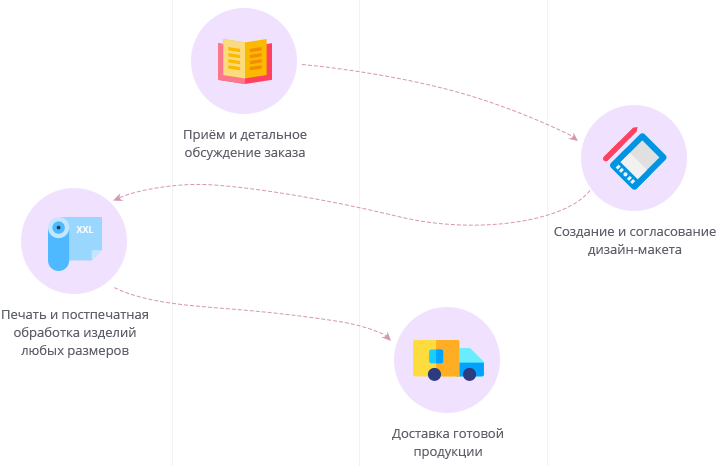 Приём и детальное
обсуждение заказа
Создание и согласование
дизайн-макета
XXL
Печать и постпечатная
обработка изделий
любых размеров
Доставка готовой
продукции